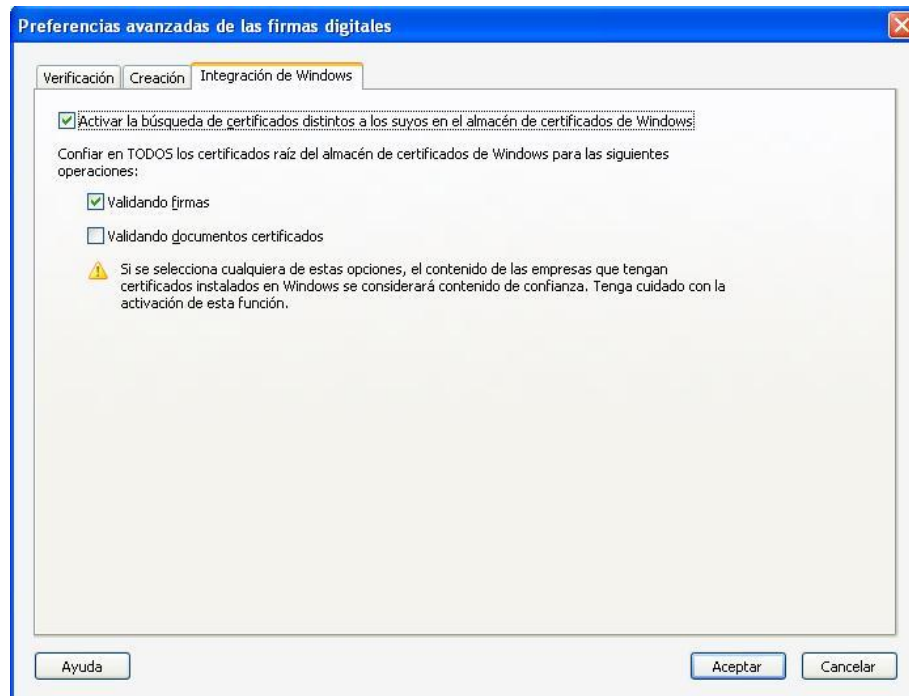 Preferencias avanzadas de las firmas digitales
Verificación Creación Integración de Windows
Activar la búsqueda de certificados distintos a los suyos en el almacén de certificados de Windows
Confiar en TODOS los certificados raíz del almacén de certificados de Windows para las siguientes
operaciones:
Validando firmas
Validando documentos certificados
Si se selecciona cualquiera de estas opciones, el contenido de las empresas que tengan
certificados instalados en Windows se considerará contenido de confianza. Tenga cuidado con la
activación de esta función.
Ayuda Aceptar Cancelar